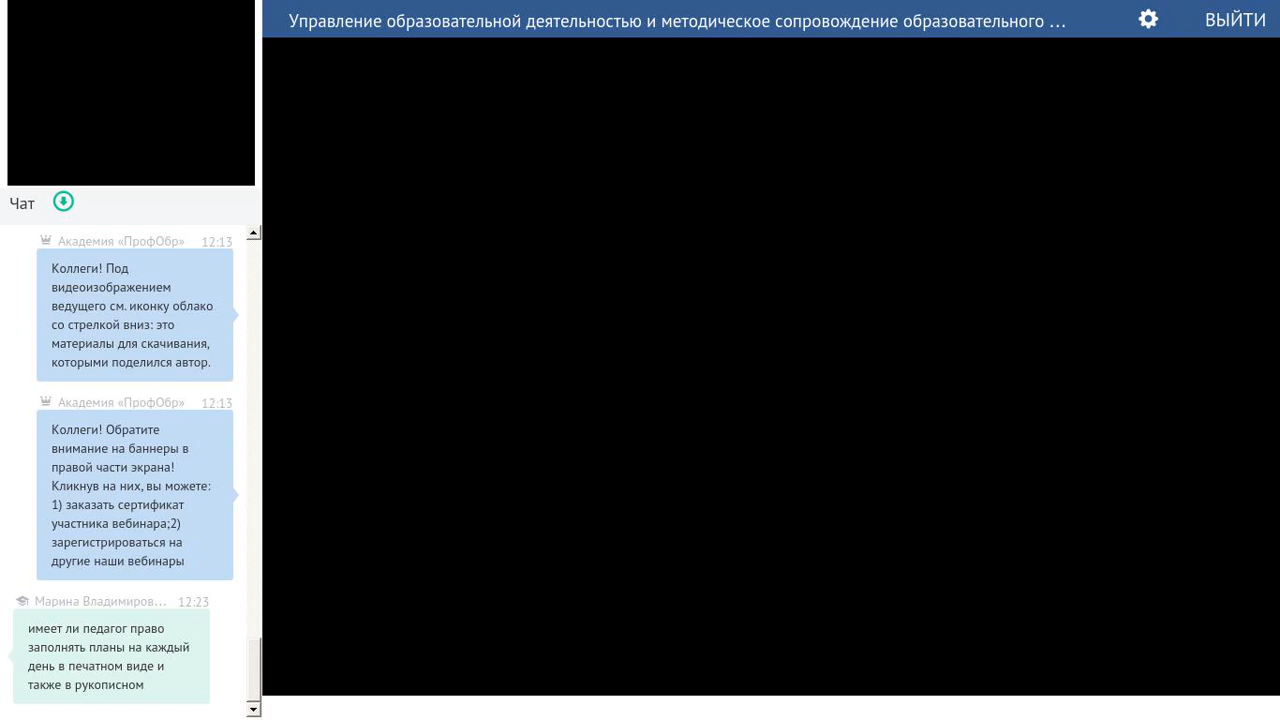 Управление образовательной деятельностью и методическое сопровождение образовательного ...
ВЫЙТИ
Чат
Академия «ПрофОбр» 12:13
Коллеги! Под
видеоизображением
ведущего см. иконку облако
со стрелкой вниз: это
материалы для скачивания,
которыми поделился автор.
Академия «ПрофОбр» 12:13
Коллеги! Обратите
внимание на баннеры в
правой части экрана!
Кликнув на них, вы можете:
1) заказать сертификат
участника вебинара;2)
зарегистрироваться на
другие наши вебинары
Марина Владимиров... 12:23
имеет ли педагог право
заполнять планы на каждый
день в печатном виде и
также в рукописном